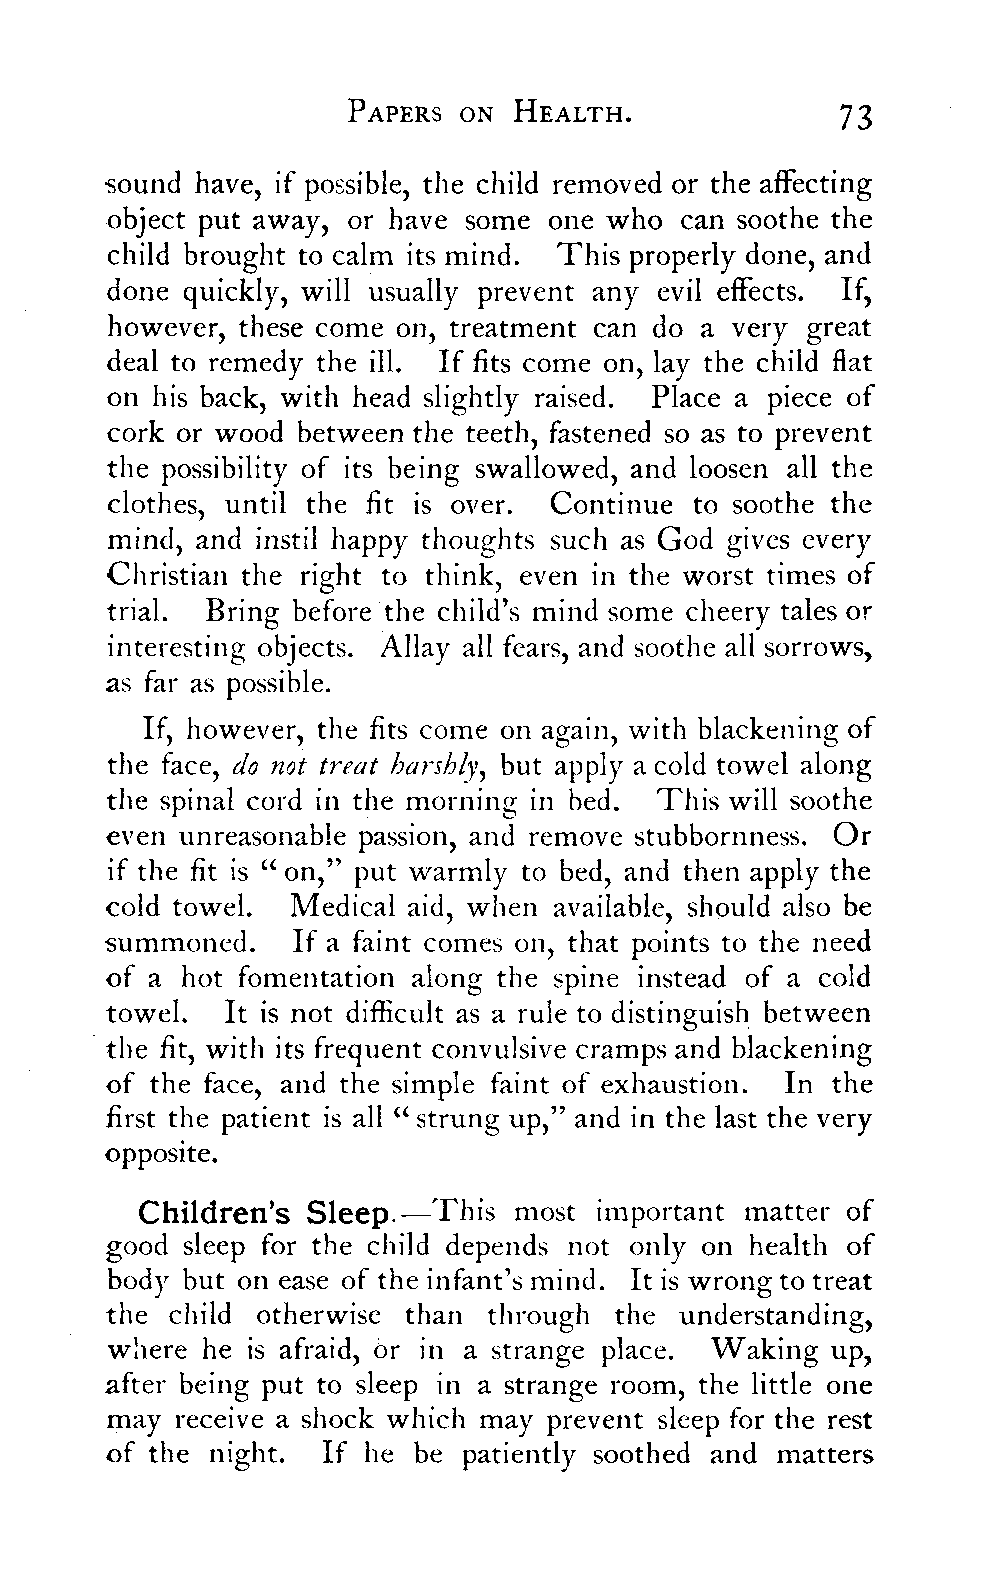 PAPERS ON HEALTH. 73
sound have, if possible, the child removed or the affecting
object put away, or have some one who can soothe the
child brought to calm its mind. This properly done, and
done quickly, will usually prevent any evil effects. If,
however, these come on, treatment can do a very great
deal to remedy the ill. If fits come on, lay the child flat
on his back, with head slightly raised. Place a piece of
cork or wood between the teeth, fastened so as to prevent
the possibility of its being swallowed, and loosen all the
clothes, until the fit is over. Continue to soothe the
mind, and instil happy thoughts such as God gives every
Christian the right to think, even in the worst times of
trial. Bring before the child's mind some cheery tales or
interesting objects. Allay all fears, and soothe all sorrows,
as far as possible.
If, however, the fits come on again, with blackening of
the face, do not treat harshly, but apply a cold towel along
the spinal cord in the morning in bed. This will soothe
even unreasonable passion, and remove stubbornness. Or
if the fit is “ on,” put warmly to bed, and then apply the
cold towel. Medical aid, when available, should also be
summoned. If a faint comes on, that points to the need
of a hot fomentation along the spine instead of a cold
towel. It is not difficult as a rule to distinguish between
the fit, with its frequent convulsive cramps and blackening
of the face, and the simple faint of exhaustion. In the
first the patient is all “ strung up,” and in the last the very
opposite.
Children's Sleep.—This most important matter of
good sleep for the child depends not only on health of
body but on ease of the infant's mind. It is wrong to treat
the child otherwise than through the understanding,
where he is afraid, or in a strange place. Waking up,
after being put to sleep in a strange room, the little one
may receive a shock which may prevent sleep for the rest
of the night. If he be patiently soothed and matters